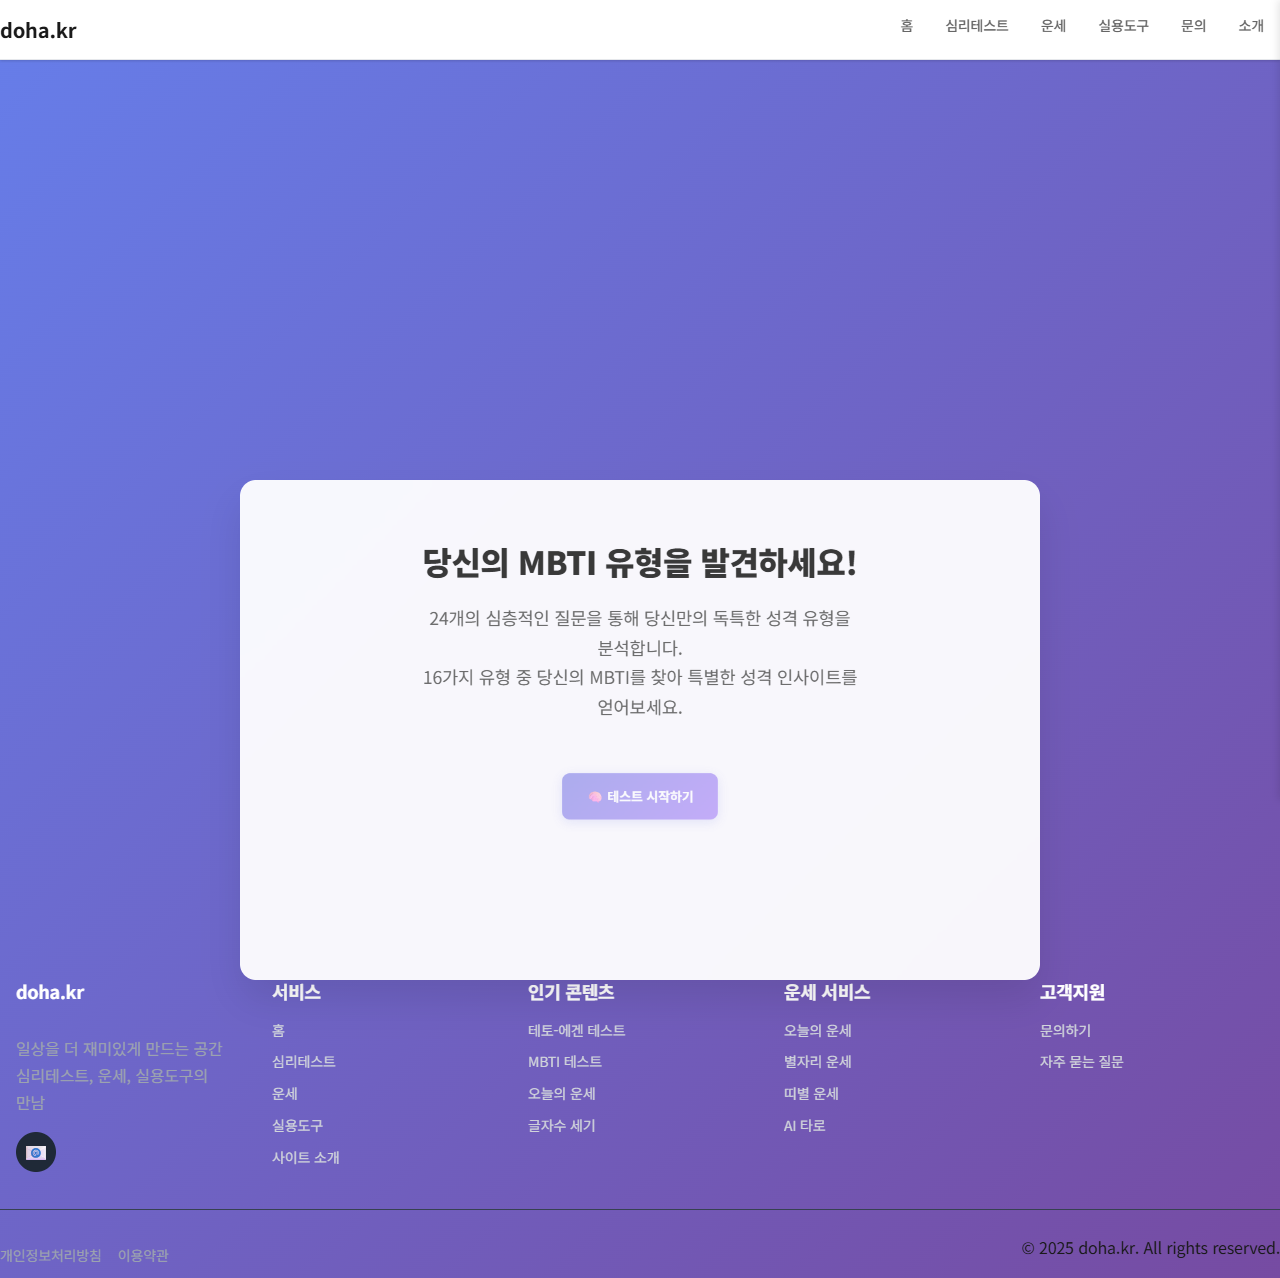 doha.kr
홈 심리테스트 운세 실용도구 문의 소개
당신의 MBTI 유형을 발견하세요!
24개의 심층적인 질문을 통해 당신만의 독특한 성격 유형을
분석합니다.
16가지 유형 중 당신의 MBTI를 찾아 특별한 성격 인사이트를
얻어보세요.
🧠 테스트 시작하기
doha.kr
일상을 더 재미있게 만드는 공간
심리테스트, 운세, 실용도구의
만남
서비스
홈
심리테스트
운세
실용도구
사이트 소개
인기 콘텐츠
테토-에겐 테스트
MBTI 테스트
오늘의 운세
글자수 세기
운세 서비스
오늘의 운세
별자리 운세
띠별 운세
AI 타로
고객지원
문의하기
자주 묻는 질문
개인정보처리방침 이용약관
© 2025 doha.kr. All rights reserved.